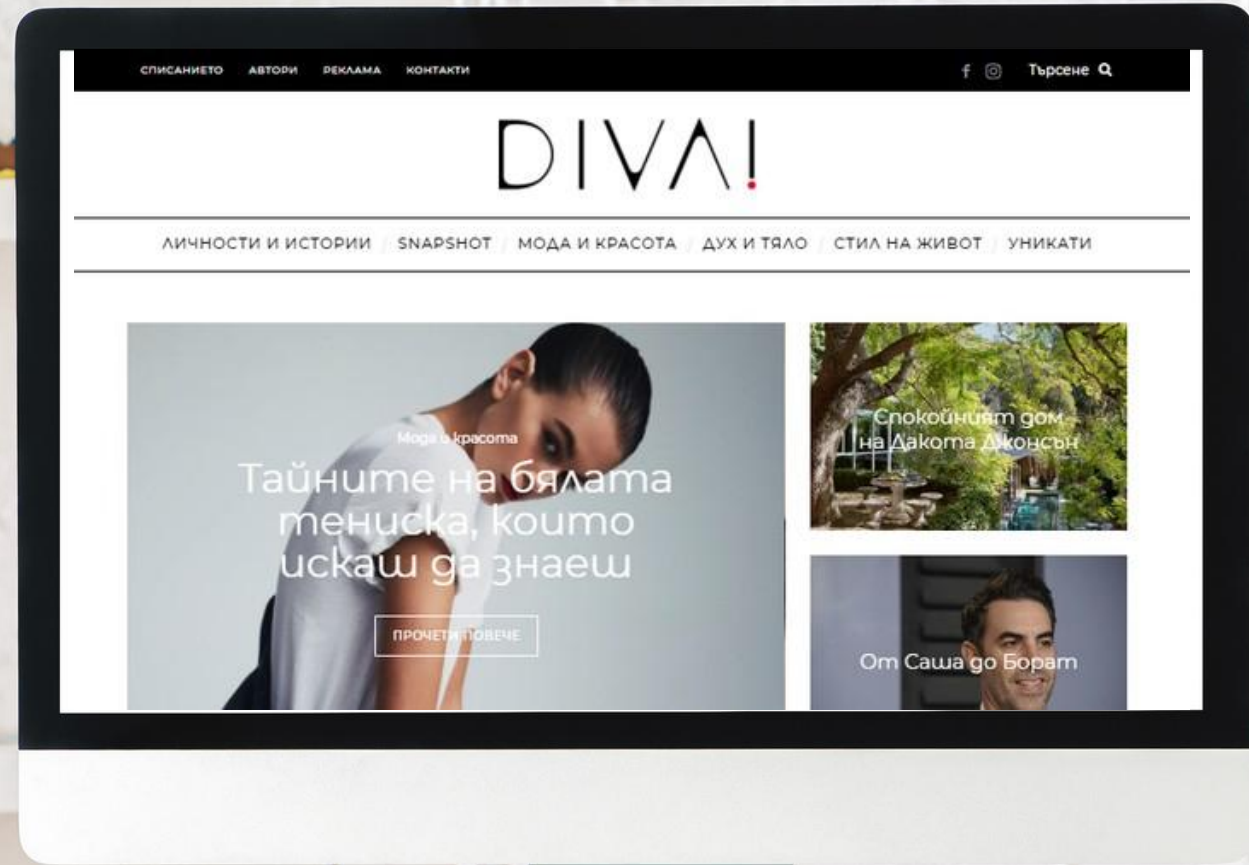 СПИСАНИЕТО АВТОРИ РЕКЛАМА КОНТАКТИ Търсене
DIVA!
ЛИЧНОСТИ И ИСТОРИИ / SNAPSHOT / МОДА И КРАСОТА / ДУХ И ТЯЛО / СТИЛ НА ЖИВОТ / УНИКАТИ
Мода и красота
Тайните на бялата
тениска, които
искаш да знаеш
ПРОЧЕТИ ПОВЕЧЕ
Спокойният дом
на Дакота Джонсън
От Саша до Борат